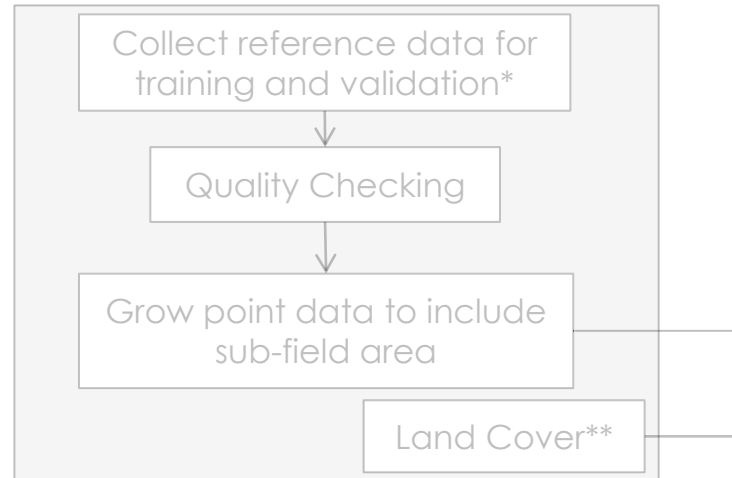 Collect reference data for
training and validation*
Quality Checking
Grow point data to include
sub-field area
Land Cover**